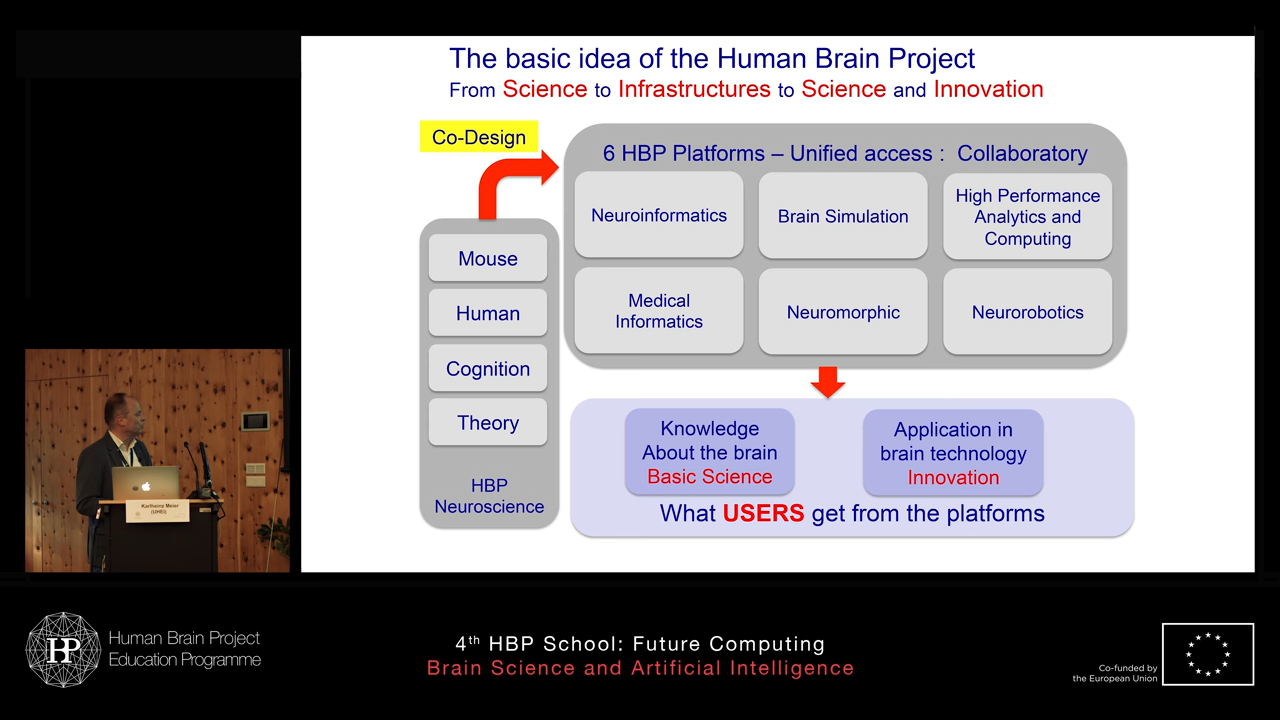 The basic idea of the Human Brain Project
From Science to Infrastructures to Science and Innovation
Co-Design
6 HBP Platforms – Unified access : Collaboratory
Neuroinformatics
Brain Simulation
High Performance
Analytics and
Computing
Medical
Informatics
Neuromorphic
Neurorobotics
Mouse
Human
Cognition
Theory
HBP
Neuroscience
Knowledge
About the brain
Basic Science
Application in
brain technology
Innovation
What USERS get from the platforms
Karlheinz Meier
(UHEI)
HP
Human Brain Project
Education Programme
4th HBP School: Future Computing
Brain Science and Artificial Intelligence
Co-funded by
the European Union